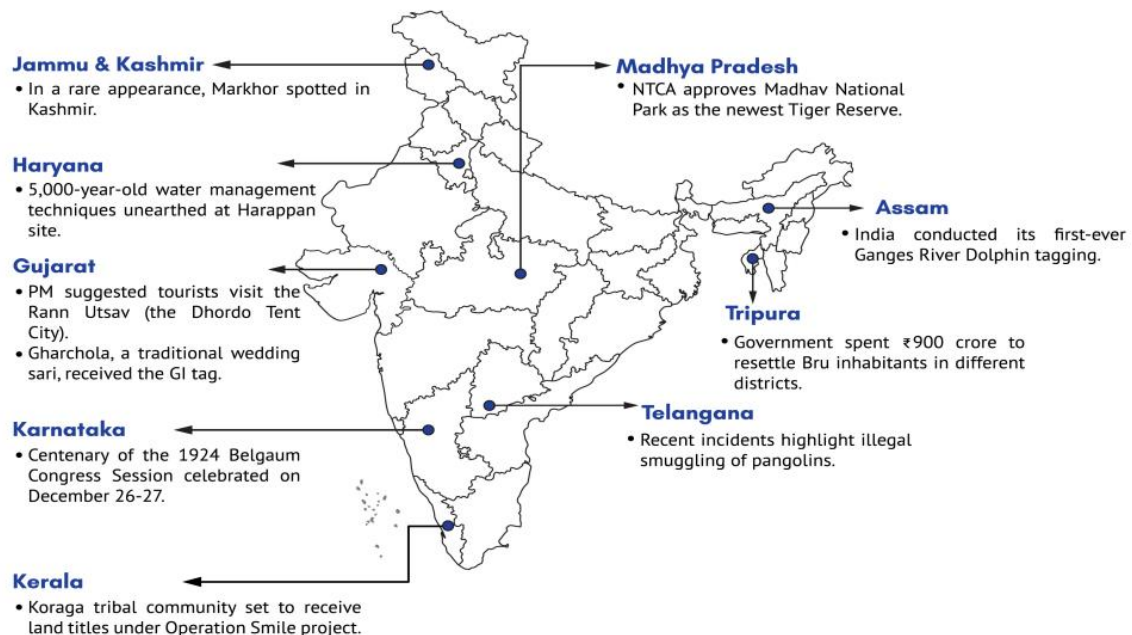 Jammu & Kashmir
• In a rare appearance, Markhor spotted in
Kashmir.
Haryana
• 5,000-year-old water management
techniques unearthed at Harappan
site.
Gujarat
• PM suggested tourists visit the
Rann Utsav (the Dhordo Tent
City).
• Gharchola, a traditional wedding
sari, received the GI tag.
Karnataka
• Centenary of the 1924 Belgaum
Congress Session celebrated on
December 26-27.
Kerala
• Koraga tribal community set to receive
land titles under Operation Smile project.
Madhya Pradesh
• NTCA approves Madhav National
Park as the newest Tiger Reserve.
Assam
• India conducted its first-ever
Ganges River Dolphin tagging.
Tripura
• Government spent ₹900 crore to
resettle Bru inhabitants in different
districts.
Telangana
• Recent incidents highlight illegal
smuggling of pangolins.